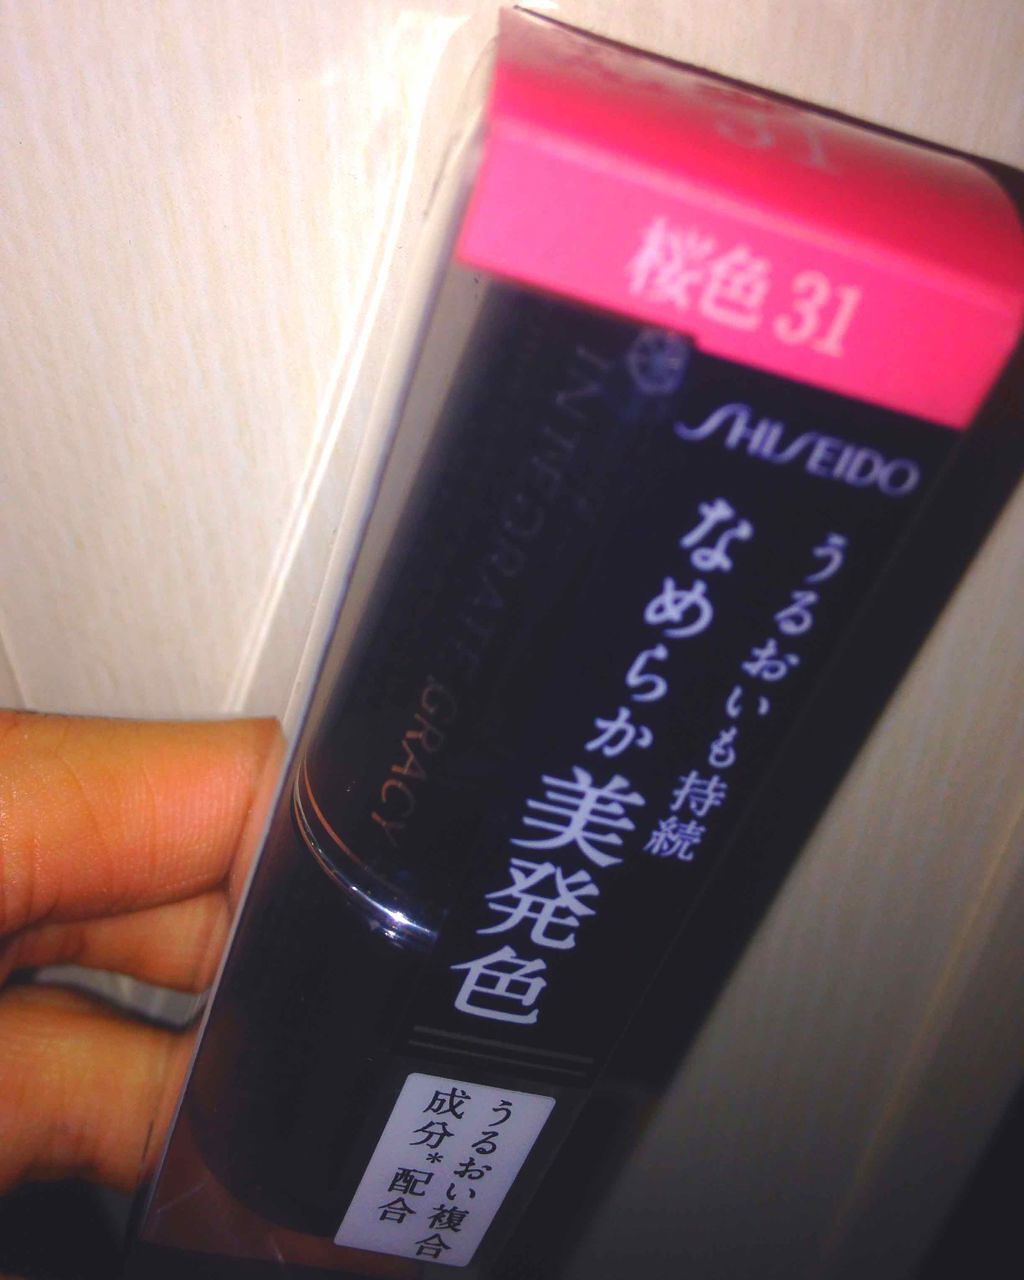 31
桜色 31
SHISEIDO
うるおいも持続
なめらか美発色
INTEGRATE GRACY
うるおい複合
成分*配合